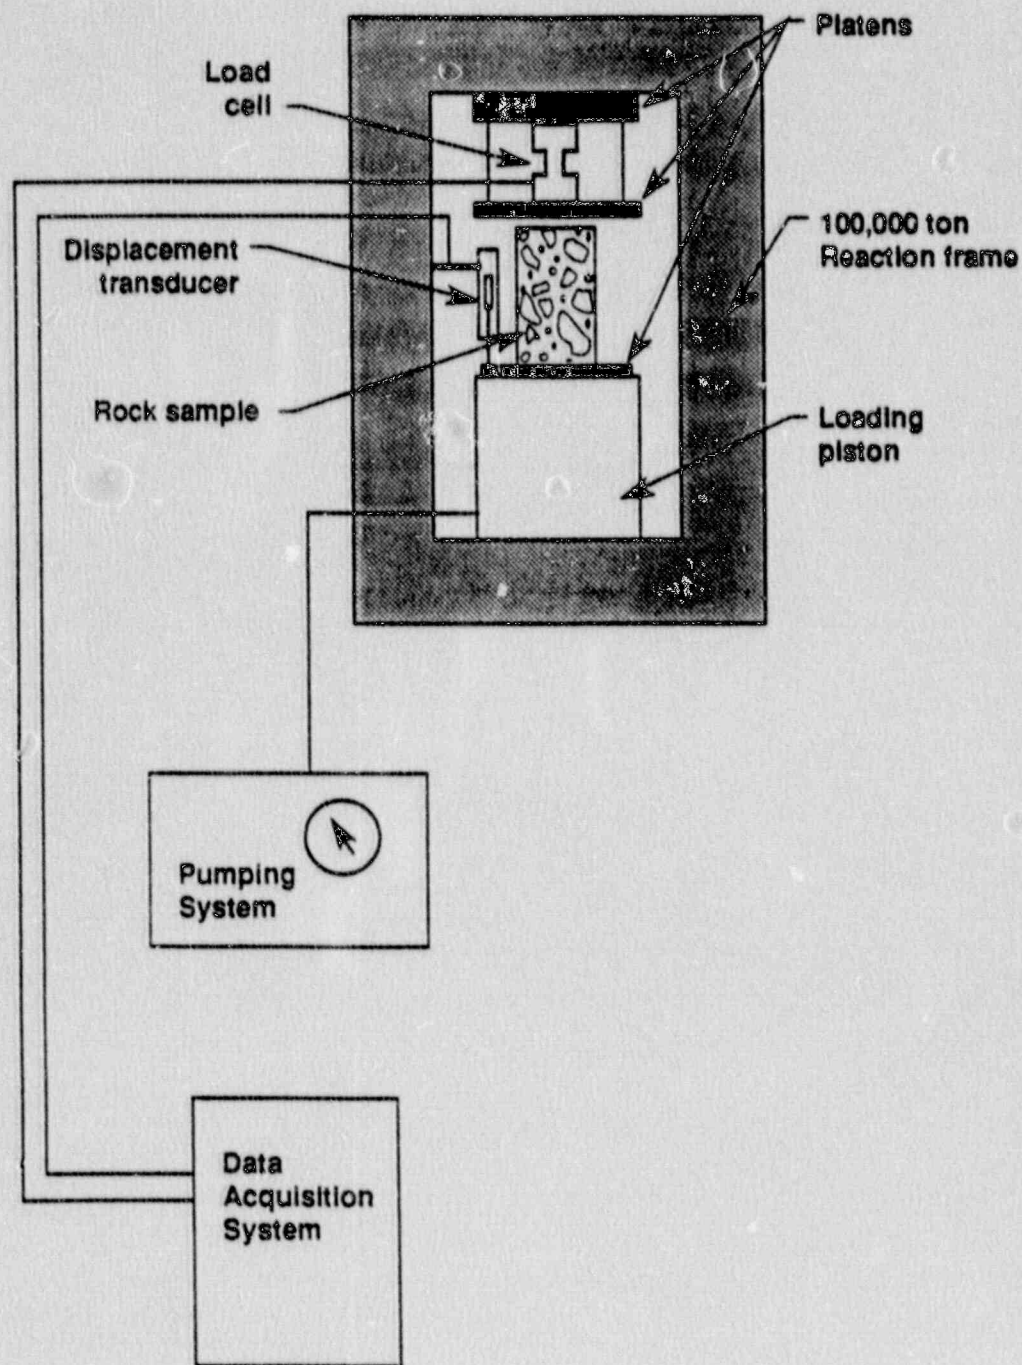 Platens
Load
cell
100,000 ton
Reaction frame
Displacement
transducer
Rock sample
Loading
piston
Pumping
System
Data
Acquisition
System